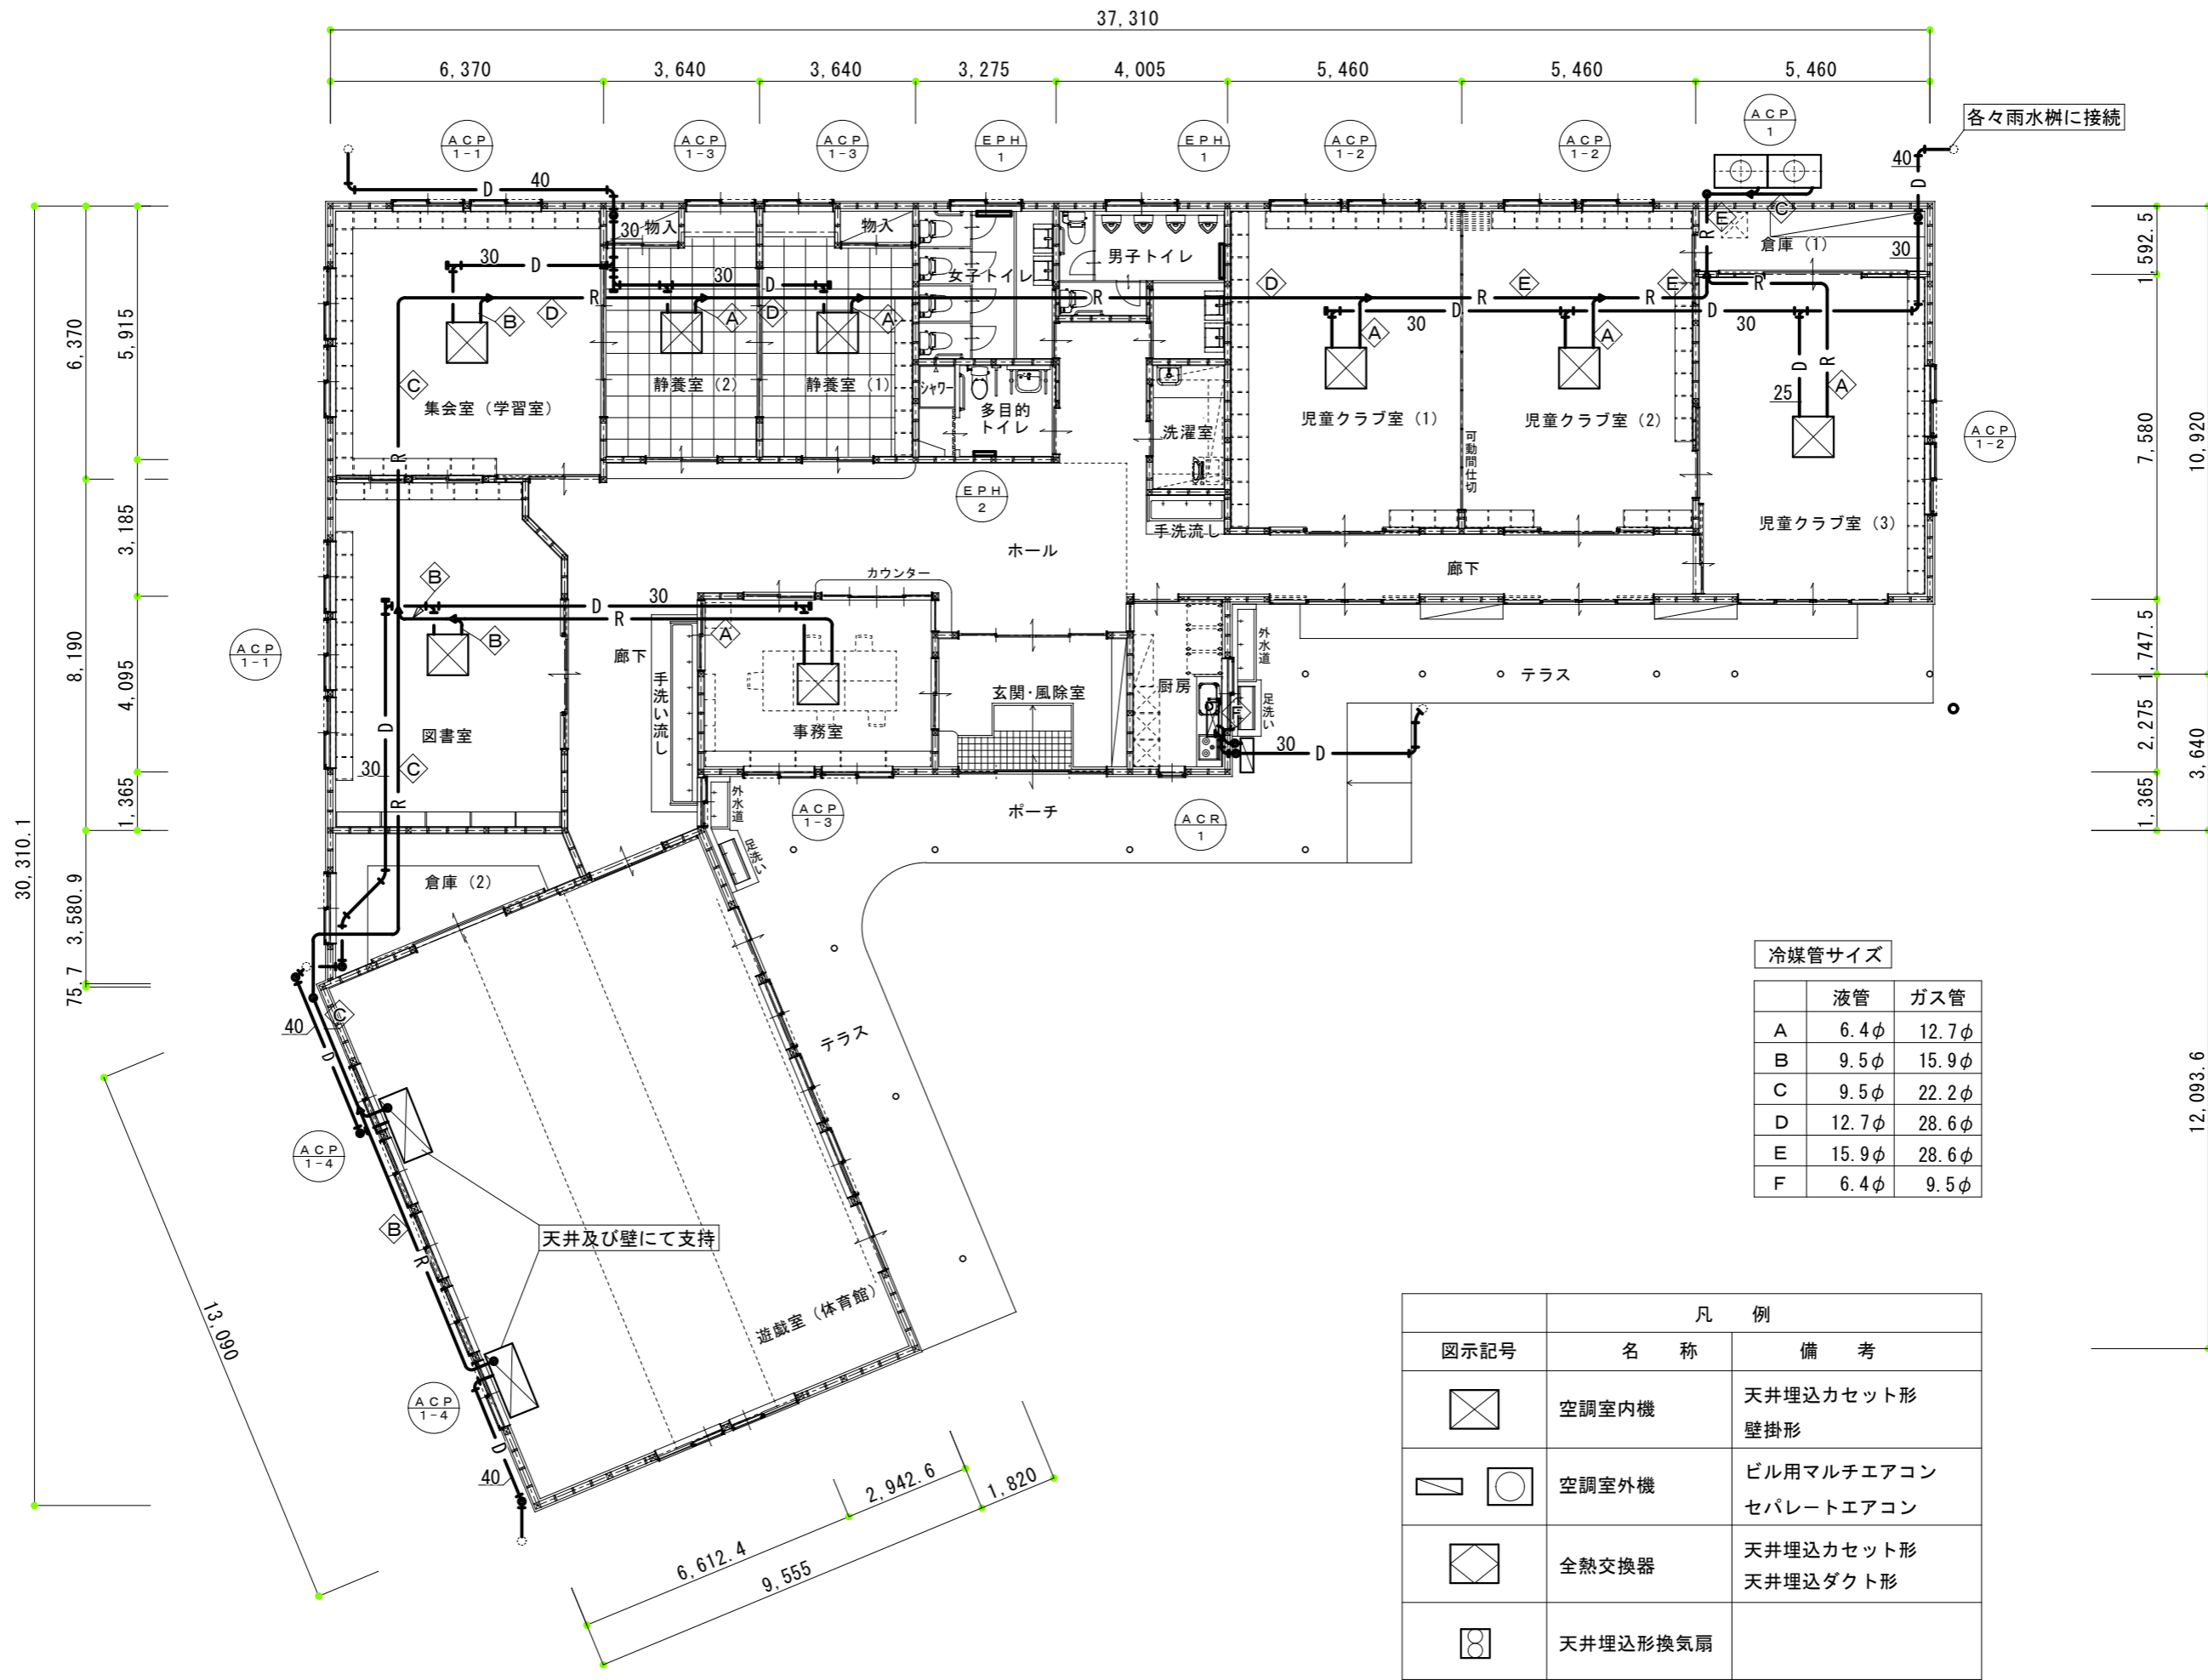 37,310
6,370
3,640
3,640
3,275
4,005
5,460
5,460
5,460
ACP
1-1
ACP
1-3
ACP
1-3
EPH
1
EPH
1
ACP
1-2
ACP
1-2
ACP
1
各々雨水桝に接続
D
40
40
D
30
物入
物入
女子トイレ
男子トイレ
E
C
倉庫 (1)
30
R
30
D
R
30
D
R
D
R
E
E
R
R
B
D
A
D
A
A
30
D
A
D
30
D
R
25
A
C
集会室 (学習室)
静養室 (2)
静養室 (1)
シャワー
多目的
トイレ
洗濯室
児童クラブ室 (1)
児童クラブ室 (2)
可動間仕切
ACP
1-2
R
EPH
2
手洗流し
児童クラブ室 (3)
ホール
廊下
カウンター
B
D
30
R
B
A
ACP
1-1
廊下
手洗い流し
玄関・風除室
厨房
外水道
足洗い
F
テラス
D
図書室
事務室
30
C
30
D
R
外水道
ACP
1-3
ポーチ
ACR
1
足洗い
倉庫 (2)
40
C
D
テラス
ACP
1-4
B
R
天井及び壁にて支持
遊戯室 (体育館)
ACP
1-4
D
40
30,310.1
6,370
8,190
3,580.9
75.7
5,915
3,185
4,095
1,365
13,090
2,942.6
1,820
6,612.4
9,555
1,592.5
7,580
1,747.5
2,275
1,365
10,920
3,640
12,093.6
冷媒管サイズ
液管 ガス管
A 6.4φ 12.7φ
B 9.5φ 15.9φ
C 9.5φ 22.2φ
D 12.7φ 28.6φ
E 15.9φ 28.6φ
F 6.4φ 9.5φ
凡 例
図示記号 名 称 備 考
空調室内機 天井埋込カセット形
壁掛形
空調室外機 ビル用マルチエアコン
セパレートエアコン
全熱交換器 天井埋込カセット形
天井埋込ダクト形
天井埋込形換気扇